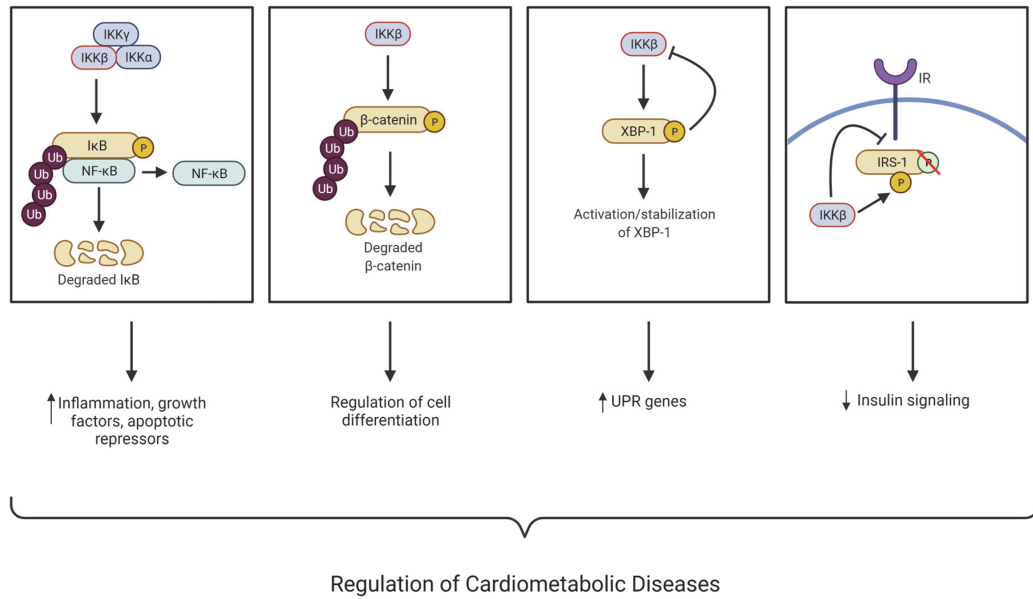 IKKγ
IKKβ
IKKα
IκB
P
NF-κB
NF-κB
Ub
Ub
Ub
Ub
Degraded IκB
IKKβ
β-catenin
P
Ub
Ub
Ub
Ub
Degraded
β-catenin
IKKβ
XBP-1
P
Activation/stabilization
of XBP-1
IR
IRS-1
P
P
IKKβ
Inflammation, growth
factors, apoptotic
repressors
Regulation of cell
differentiation
UPR genes
Insulin signaling
Regulation of Cardiometabolic Diseases